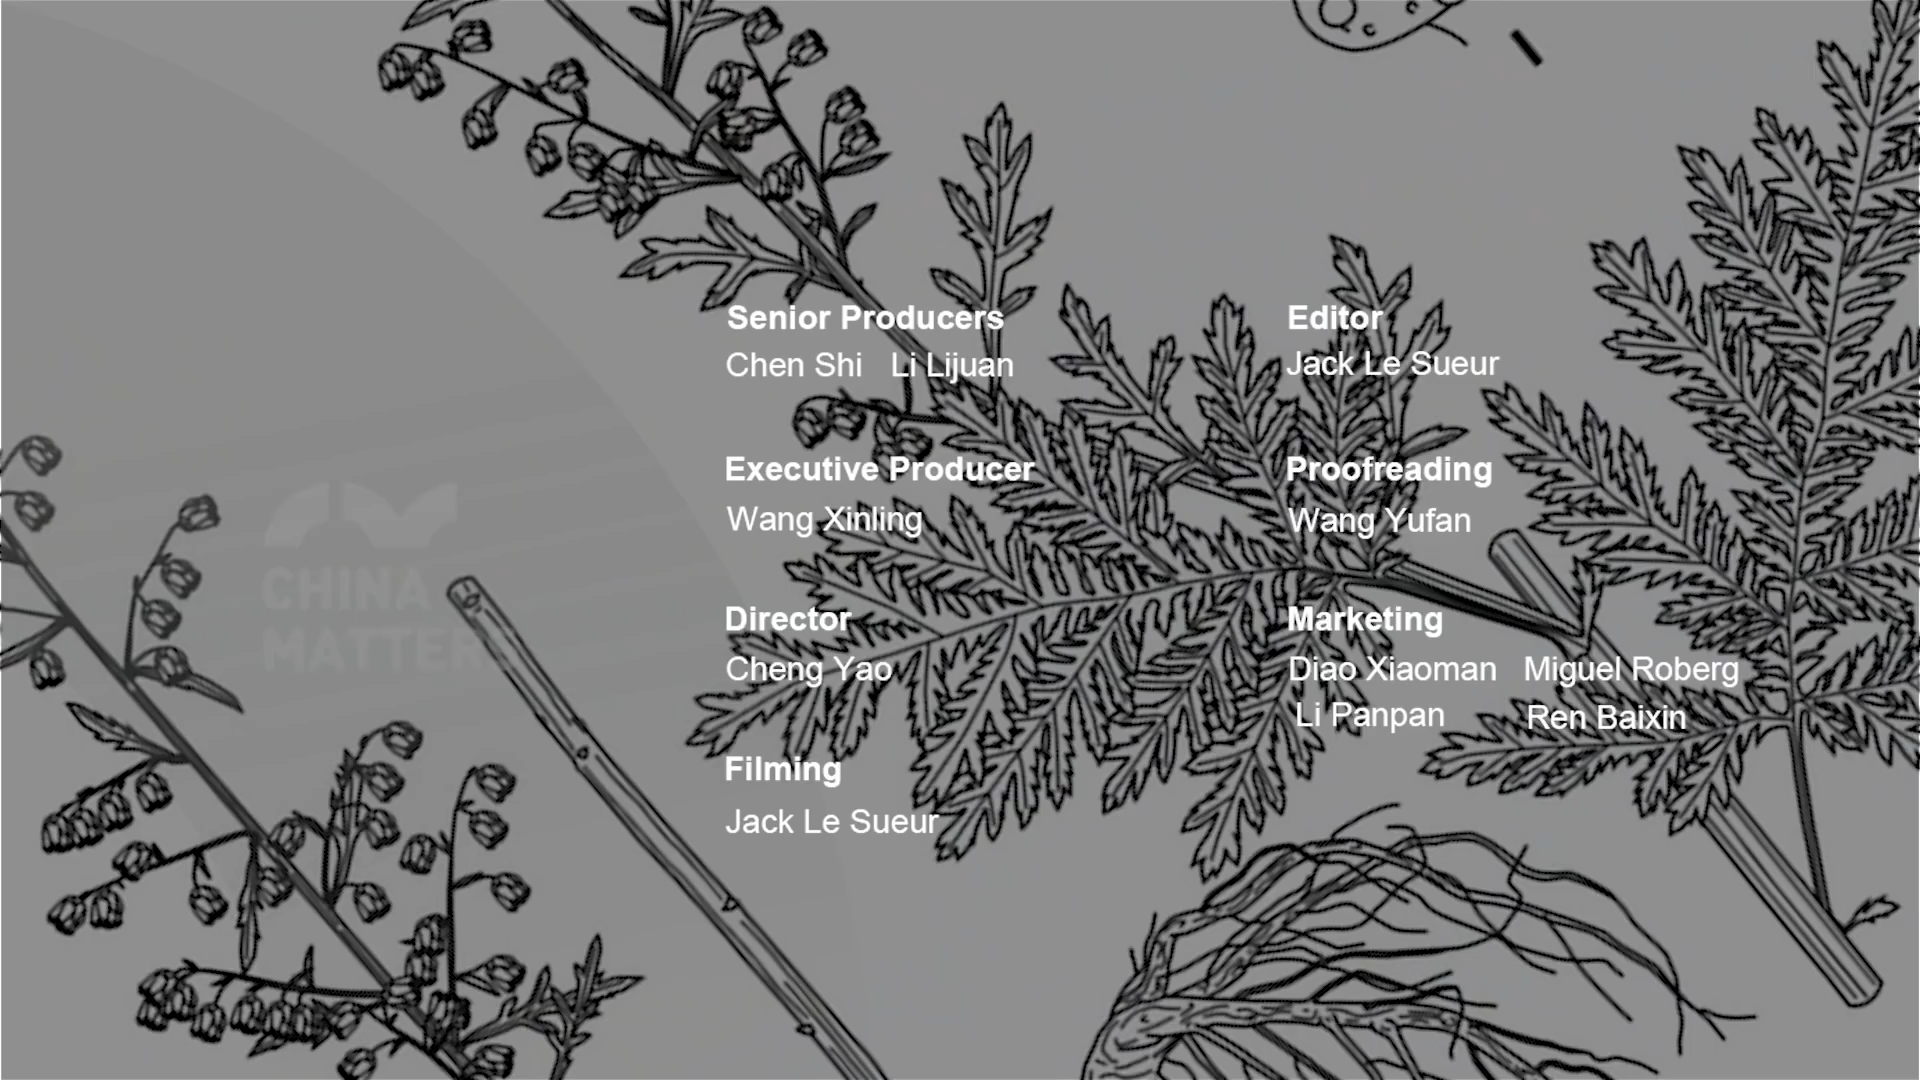 CHINA
MATTERS
Senior Producers
Chen Shi Li Lijuan
Executive Producer
Wang Xinling
Director
Cheng Yao
Filming
Jack Le Sueur
Editor
Jack Le Sueur
Proofreading
Wang Yufan
Marketing
Diao Xiaoman Miguel Roberg
Li Panpan Ren Baixin